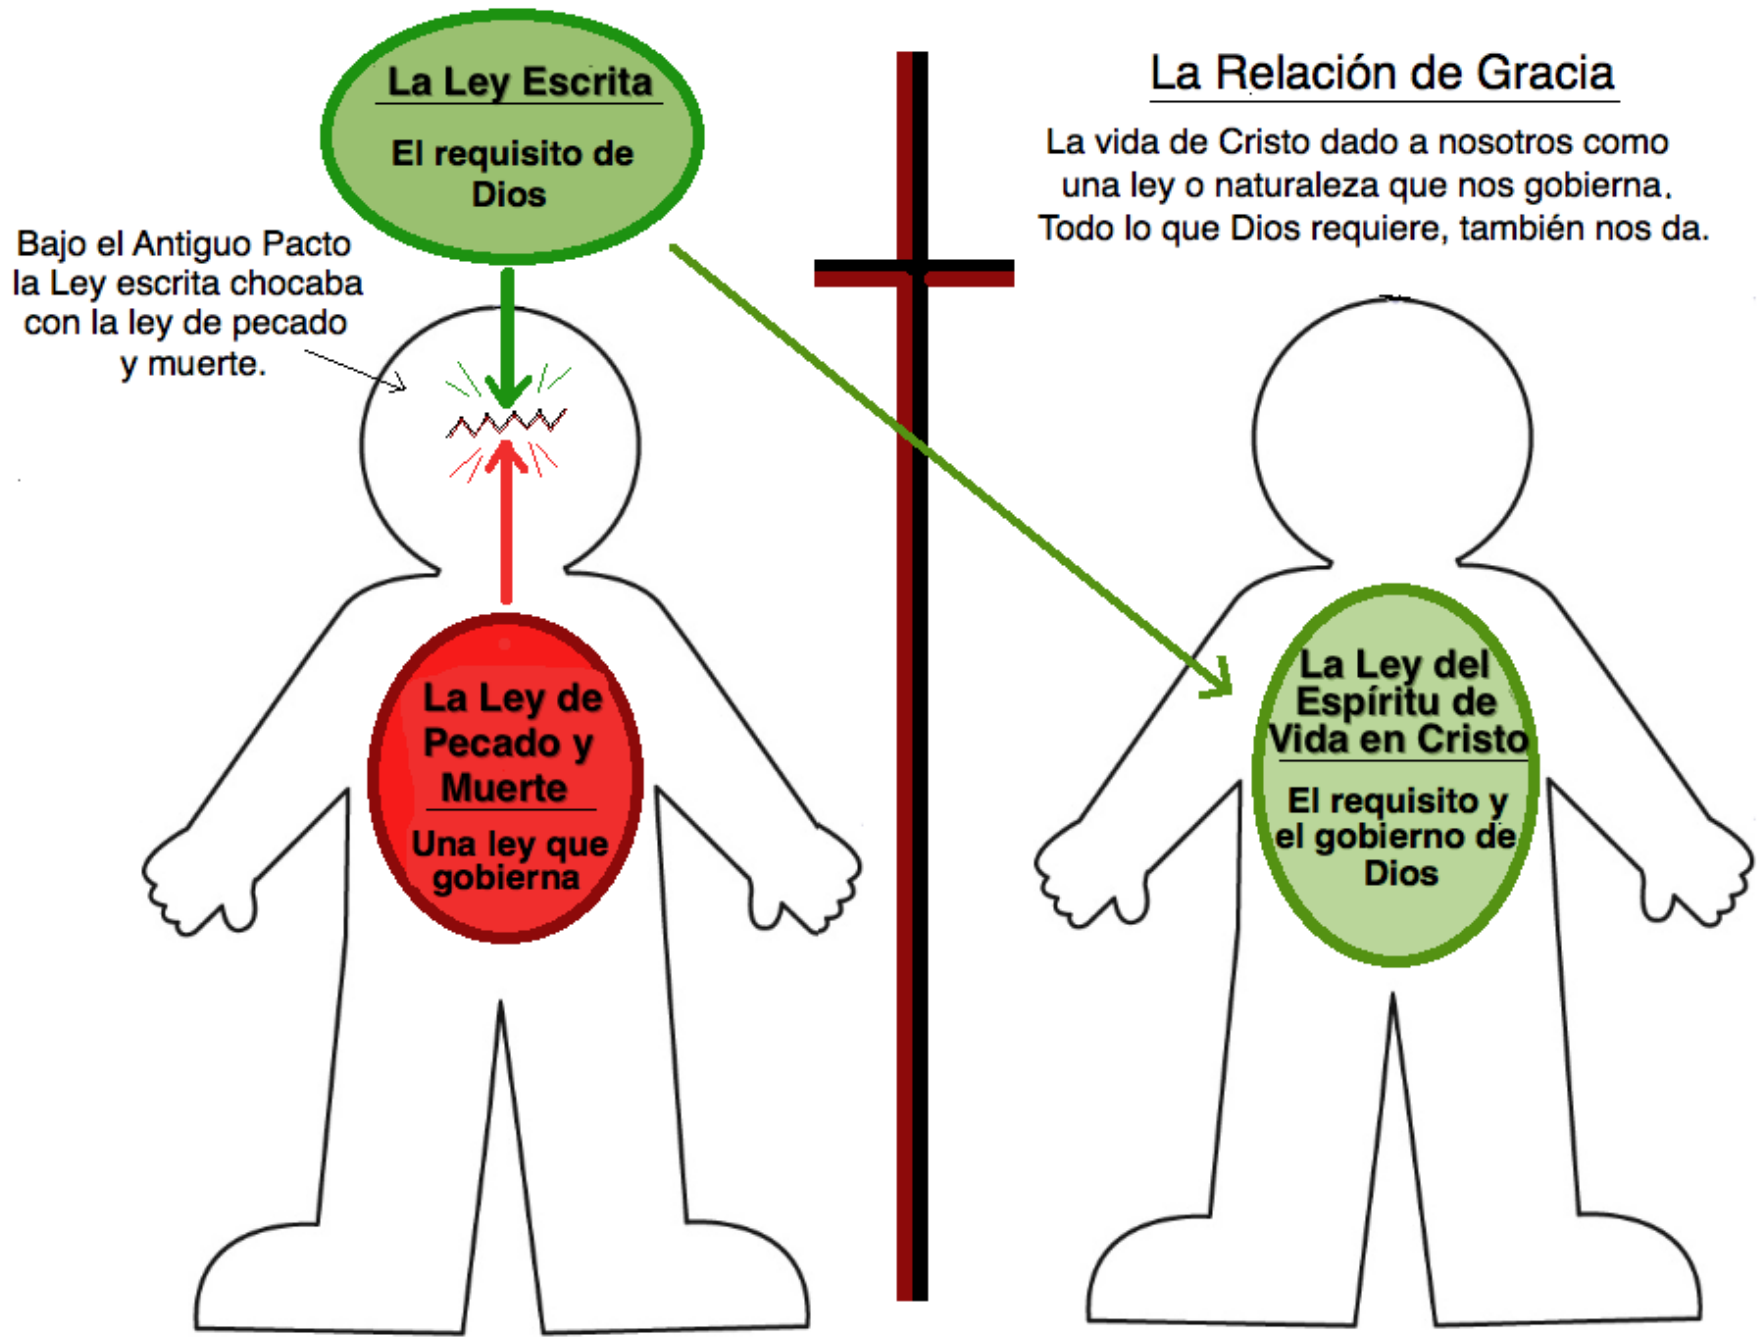 La Ley Escrita
El requisito de
Dios
Bajo el Antiguo Pacto
la Ley escrita chocaba
con la ley de pecado
y muerte.
La Ley de
Pecado y
Muerte
Una ley que
gobierna
La Relación de Gracia
La vida de Cristo dado a nosotros como
una ley o naturaleza que nos gobierna.
Todo lo que Dios requiere, también nos da.
La Ley del
Espíritu de
Vida en Cristo
El requisito y
el gobierno de
Dios